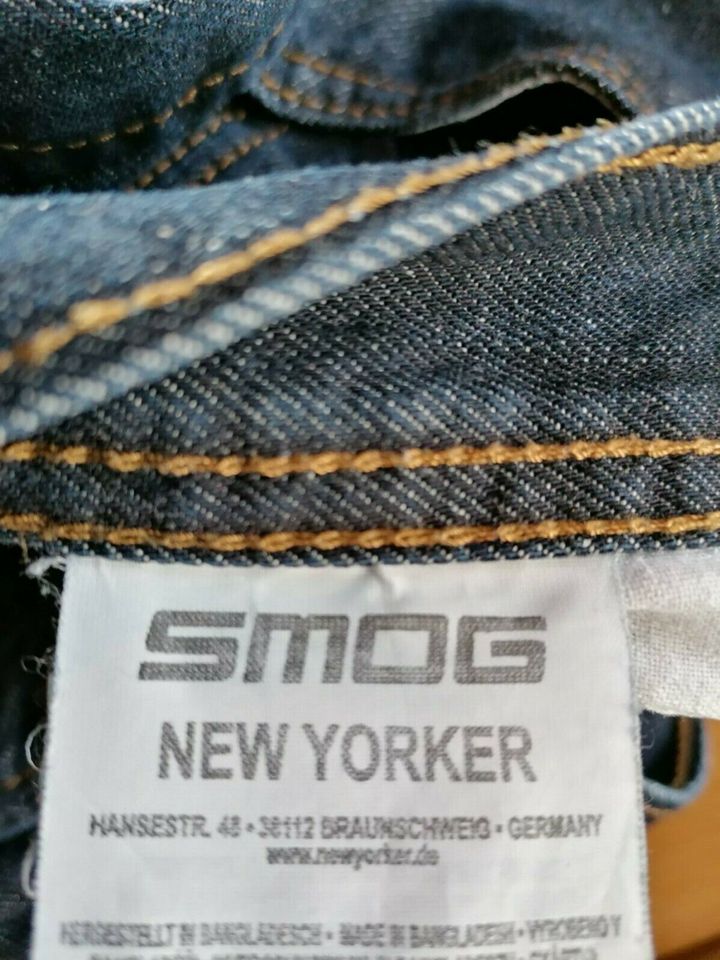 SMOG
NEW YORKER
HANSESTR. 48 • 38112 BRAUNSCHWEIG • GERMANY
www.newyorker.de
HERGESTELLT IN BANGLADESCH • MADE IN BANGLADESH • VYROBENO V